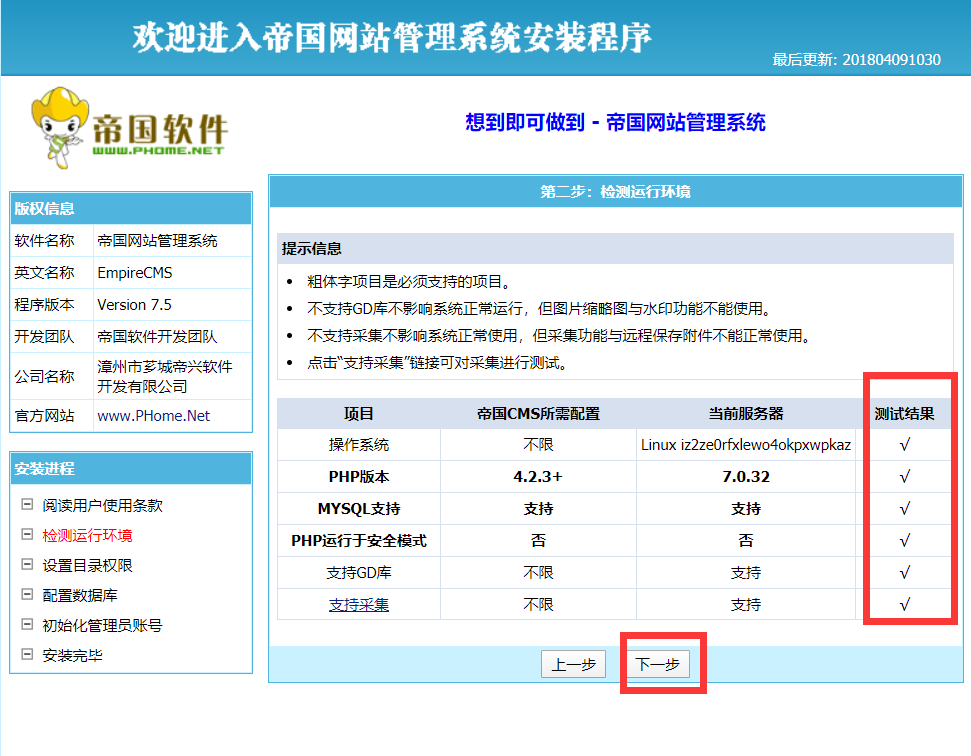 欢迎进入帝国网站管理系统安装程序
最后更新: 201804091030
帝国软件
WWW.PHOME.NET
想到即可做到 - 帝国网站管理系统
版权信息
软件名称 帝国网站管理系统
英文名称 EmpireCMS
程序版本 Version 7.5
开发团队 帝国软件开发团队
公司名称 漳州市芗城帝兴软件
开发有限公司
官方网站 www.PHome.Net
安装进程
阅读用户使用条款
检测运行环境
设置目录权限
配置数据库
初始化管理员账号
安装完毕
第二步：检测运行环境
提示信息
粗体字项目是必须支持的项目。
不支持GD库不影响系统正常运行，但图片缩略图与水印功能不能使用。
不支持采集不影响系统正常使用，但采集功能与远程保存附件不能正常使用。
点击“支持采集”链接可对采集进行测试。
项目 帝国CMS所需配置 当前服务器 测试结果
操作系统 不限 Linux iz2ze0rfxlewo4okpxwpkaz √
PHP版本 4.2.3+ 7.0.32 √
MYSQL支持 支持 支持 √
PHP运行于安全模式 否 否 √
支持GD库 不限 支持 √
支持采集 不限 支持 √
上一步 下一步